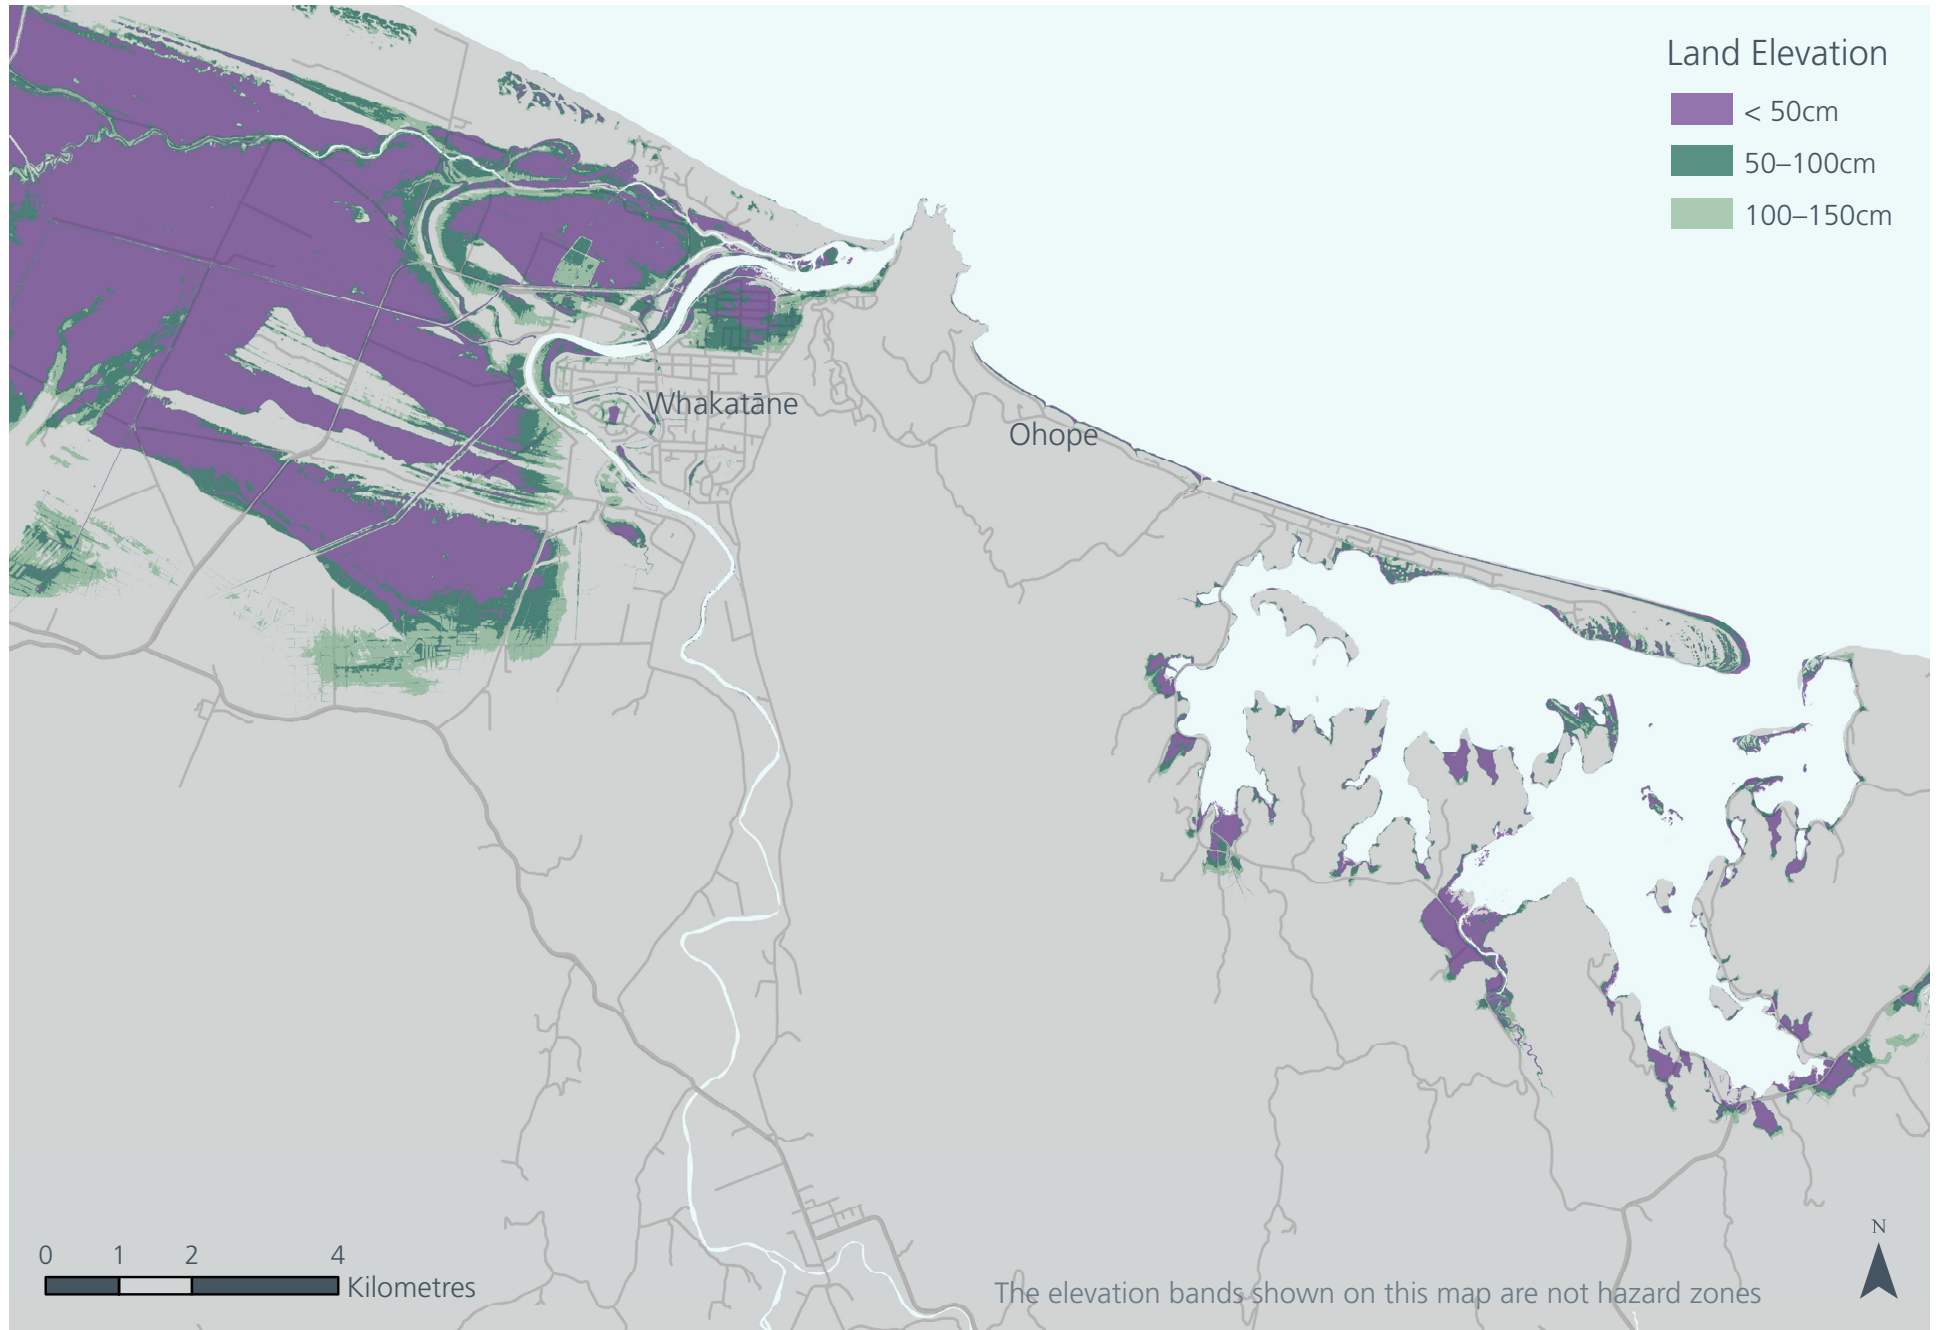 Land Elevation
< 50cm
50–100cm
100–150cm
Whakatāne
Ohope
N
0 1 2 4
Kilometres
The elevation bands shown on this map are not hazard zones